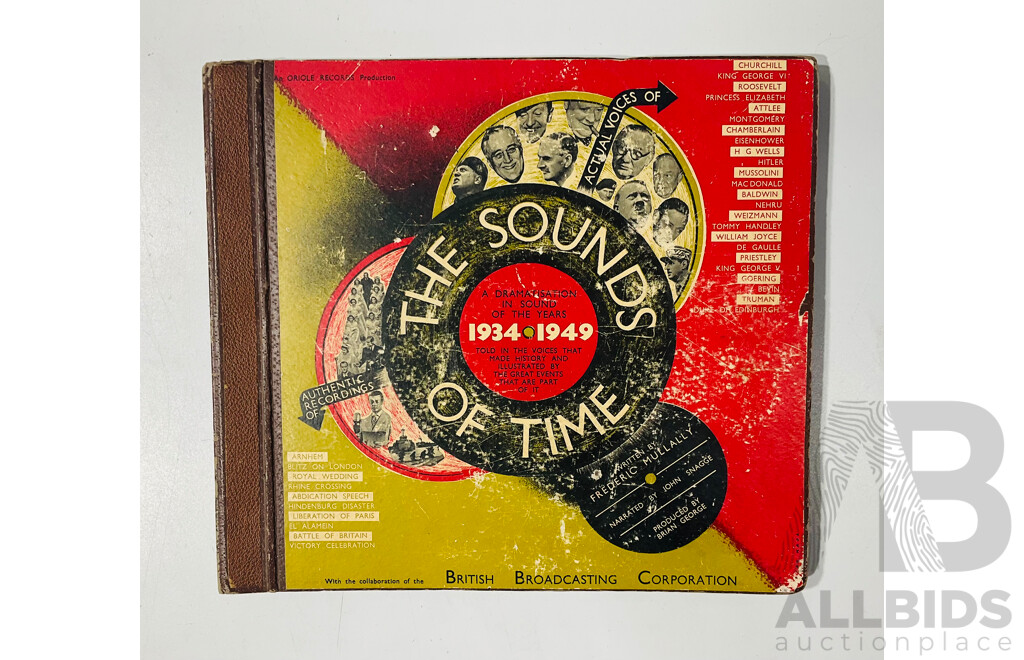 An ORIOLE RECORDS Production
ACTUAL VOICES OF
CHURCHILL
KING GEORGE VI
ROOSEVELT
PRINCESS ELIZABETH
ATTLEE
MONTGOMERY
CHAMBERLAIN
EISENHOWER
H G WELLS
HITLER
MUSSOLINI
MACDONALD
BALDWIN
NEHRU
WEIZMANN
TOMMY HANDLEY
WILLIAM JOYCE
DE GAULLE
PRIESTLEY
KING GEORGE V
GOERING
BEVIN
TRUMAN
DUKE OF EDINBURGH
THE SOUNDS
OF TIME
A DRAMATISATION
IN SOUND
OF THE YEARS
1934 - 1949
TOLD IN THE VOICES THAT
MADE HISTORY AND
ILLUSTRATED BY
THE GREAT EVENTS
THAT ARE PART
OF IT
AUTHENTIC
RECORDINGS
OF
ARNHEM
BLITZ ON LONDON
ROYAL WEDDING
RHINE CROSSING
ABDICATION SPEECH
HINDENBURG DISASTER
LIBERATION OF PARIS
EL ALAMEIN
BATTLE OF BRITAIN
VICTORY CELEBRATION
WRITTEN BY
FREDERIC MULLALLY
NARRATED BY JOHN SNAGGE
PRODUCED BY
BRIAN GEORGE
With the collaboration of the BRITISH BROADCASTING CORPORATION
AB
ALLBIDS
auctionplace